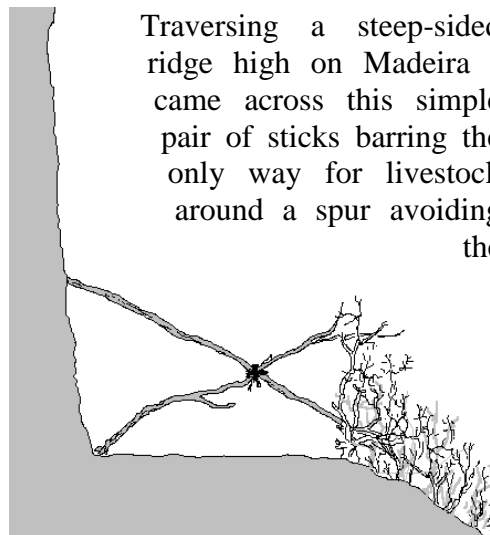 Traversing a steep-sided
ridge high on Madeira
came across this simple
pair of sticks barring the
only way for livestock
around a spur avoiding
the